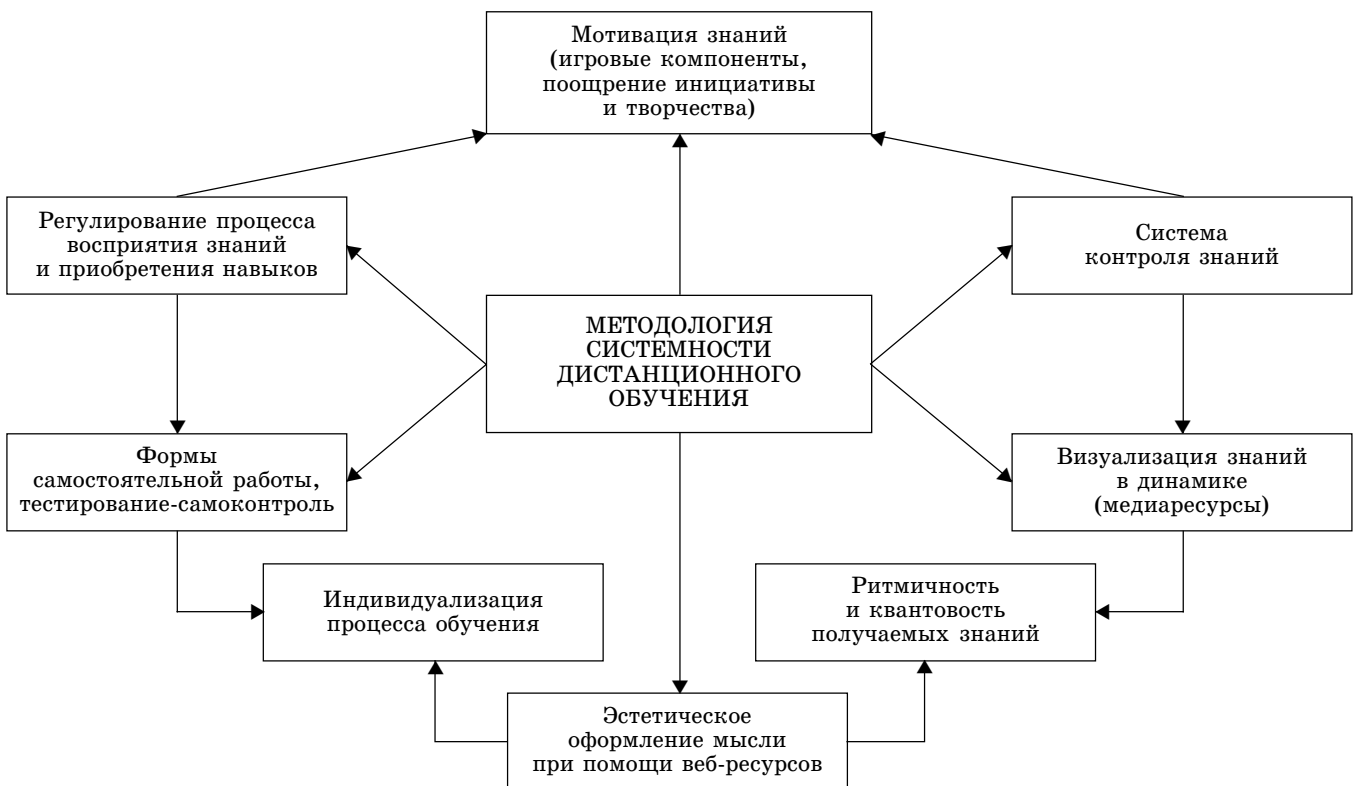 Мотивация знаний
(игровые компоненты,
поощрение инициативы
и творчества)
Регулирование процесса
восприятия знаний
и приобретения навыков
Система
контроля знаний
МЕТОДОЛОГИЯ
СИСТЕМНОСТИ
ДИСТАНЦИОННОГО
ОБУЧЕНИЯ
Формы
самостоятельной работы,
тестирование-самоконтроль
Визуализация знаний
в динамике
(медиаресурсы)
Индивидуализация
процесса обучения
Ритмичность
и квантовость
получаемых знаний
Эстетическое
оформление мысли
при помощи веб-ресурсов